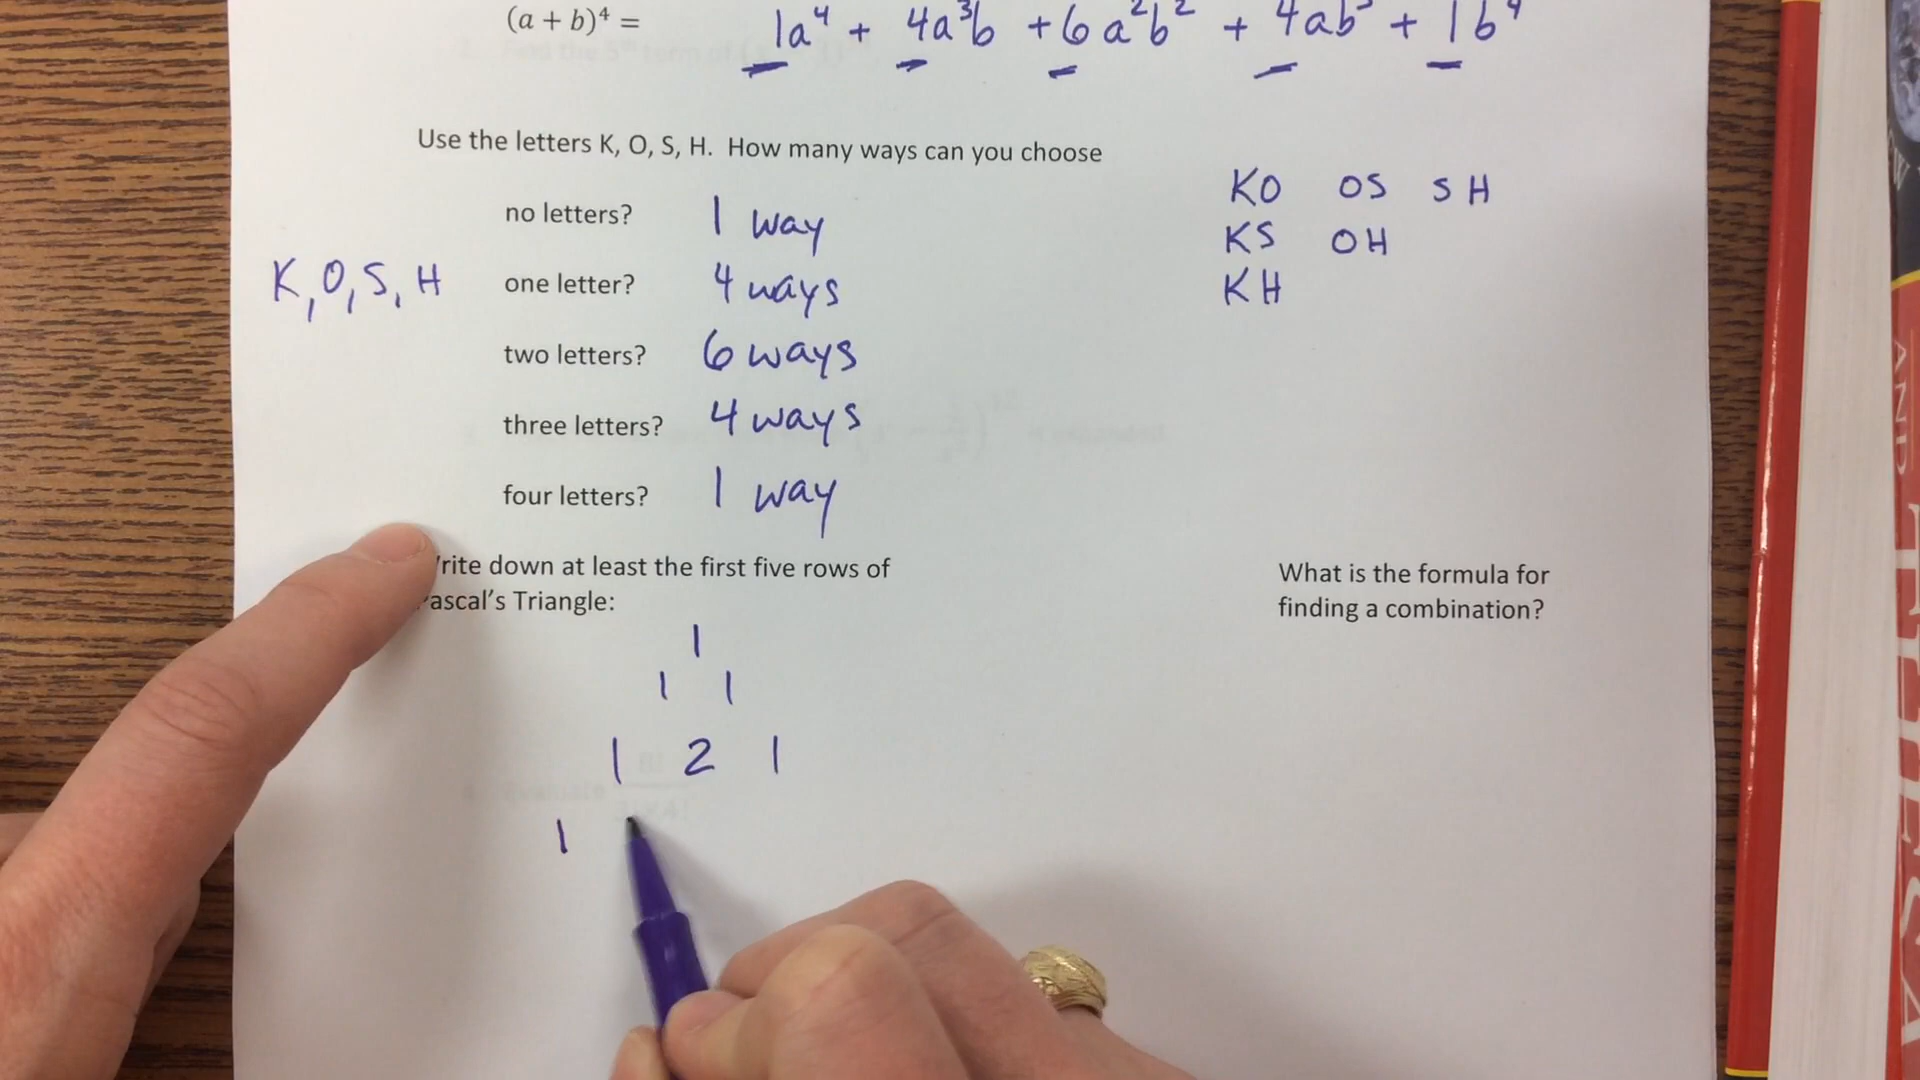 (a + b)⁴ = 1a⁴ + 4a³b + 6a²b² + 4ab³ + 1b⁴
Use the letters K, O, S, H. How many ways can you choose
no letters? 1 way
K, O, S, H one letter? 4 ways
two letters? 6 ways
three letters? 4 ways
four letters? 1 way
KO OS SH
KS OH
KH
rite down at least the first five rows of
ascal's Triangle:
1
1 1
1 2 1
1
What is the formula for
finding a combination?
AND